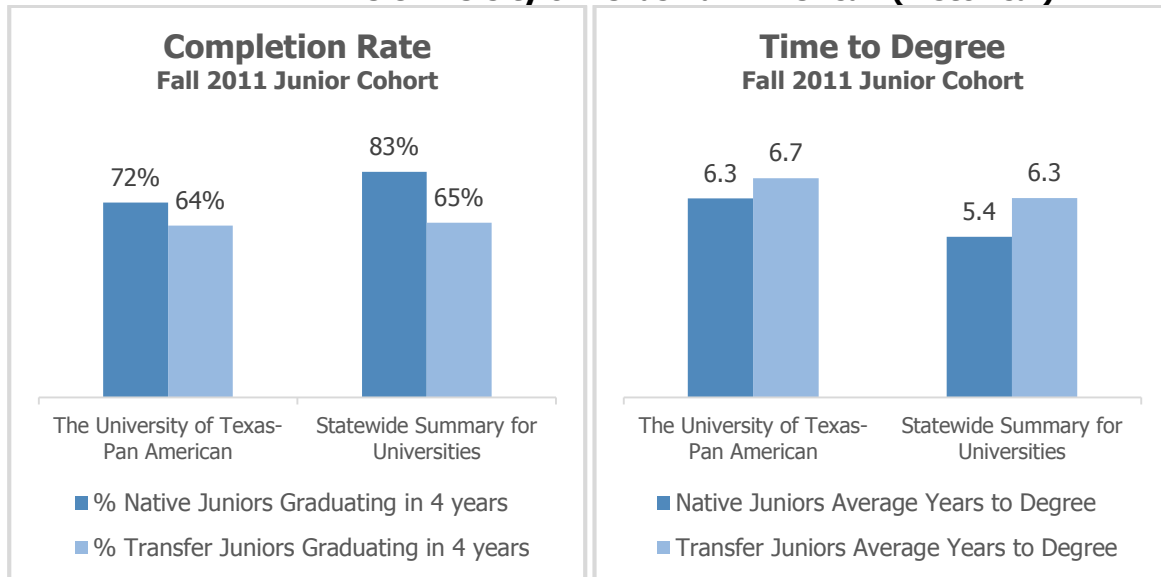 Completion Rate
Fall 2011 Junior Cohort
72%
64%
83%
65%
The University of Texas-
Pan American
Statewide Summary for
Universities
% Native Juniors Graduating in 4 years
% Transfer Juniors Graduating in 4 years
Time to Degree
Fall 2011 Junior Cohort
6.3
6.7
5.4
6.3
The University of Texas-
Pan American
Statewide Summary for
Universities
Native Juniors Average Years to Degree
Transfer Juniors Average Years to Degree